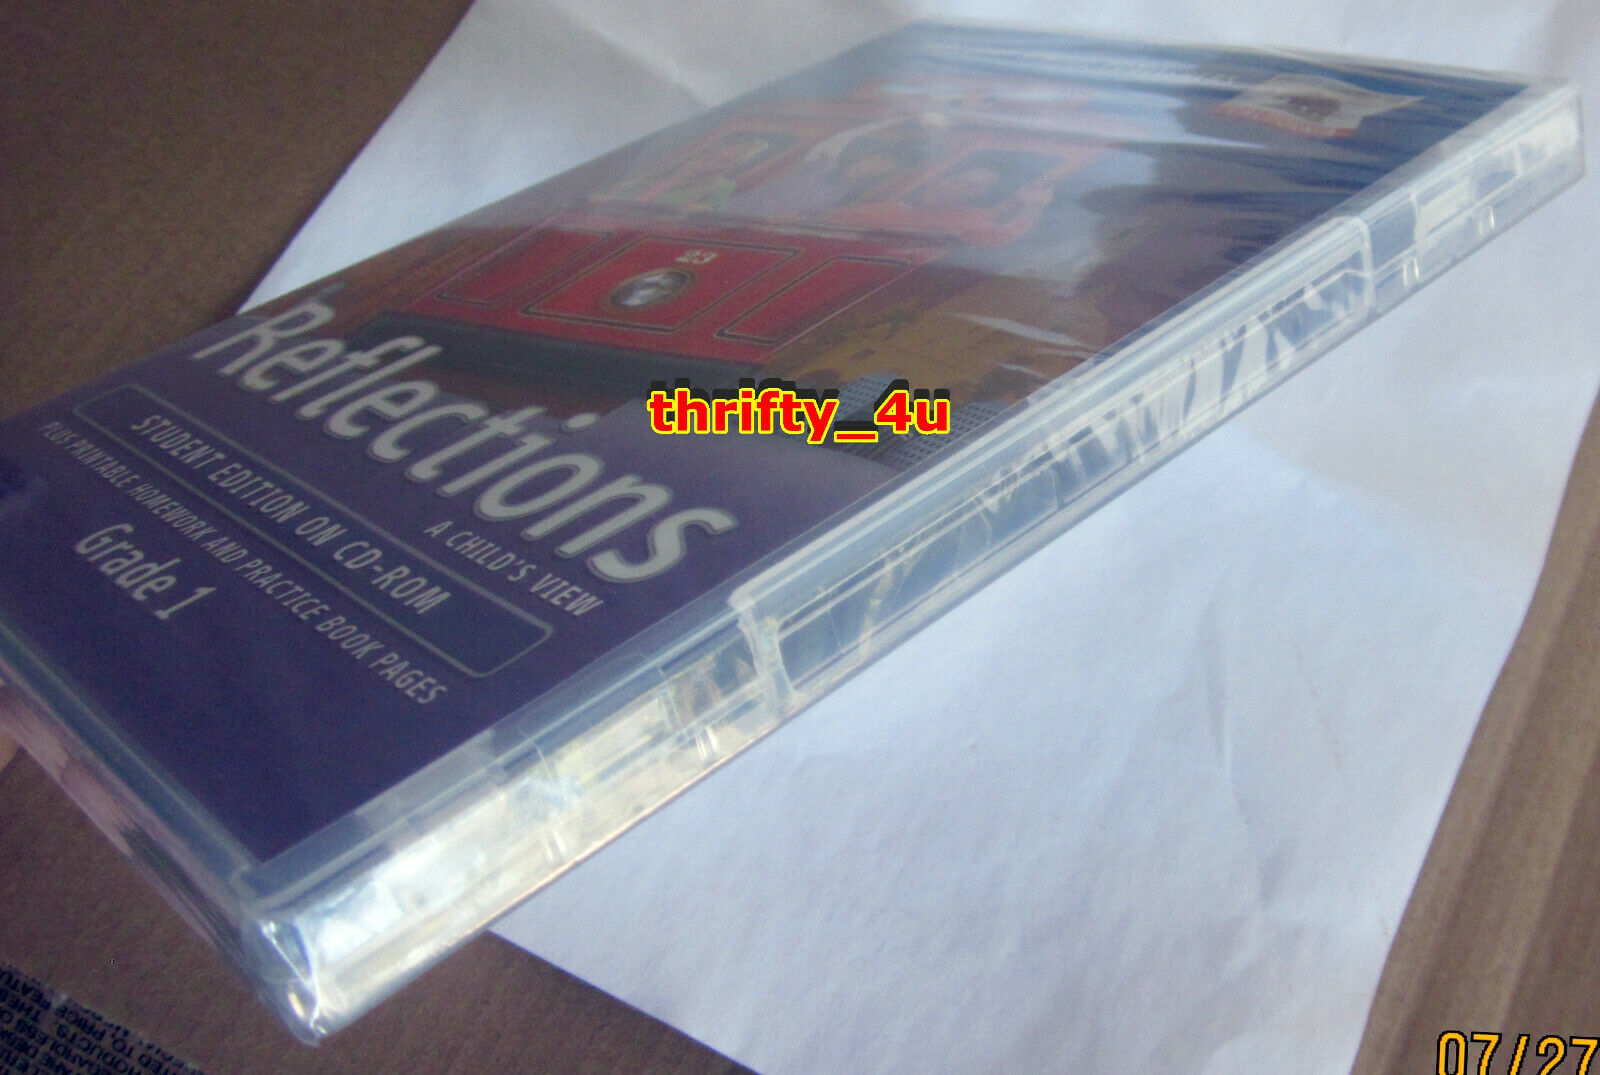 23
Reflections
A CHILD'S VIEW
STUDENT EDITION ON CD-ROM
PLUS PRINTABLE HOMEWORK AND PRACTICE BOOK PAGES
Grade 1
thrifty_4u
07/27